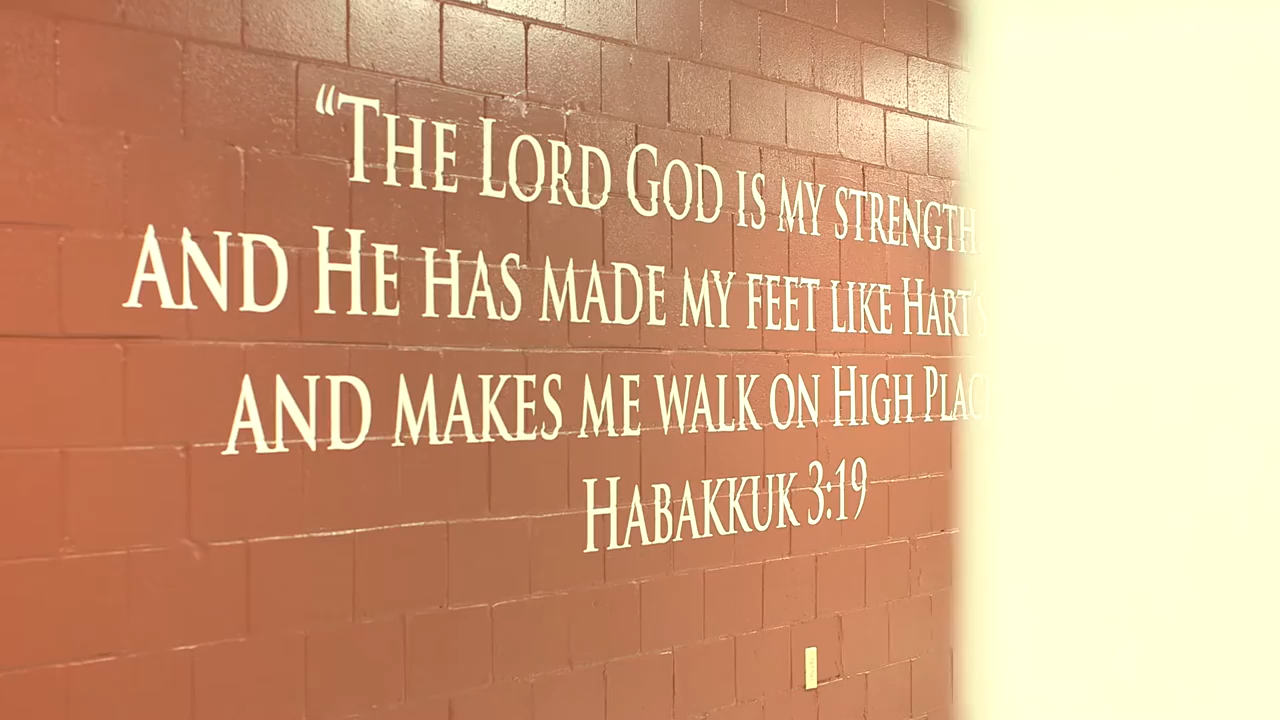 “The Lord God is my strength
and He has made my feet like Hart's
and makes me walk on High
Habakkuk 3:19